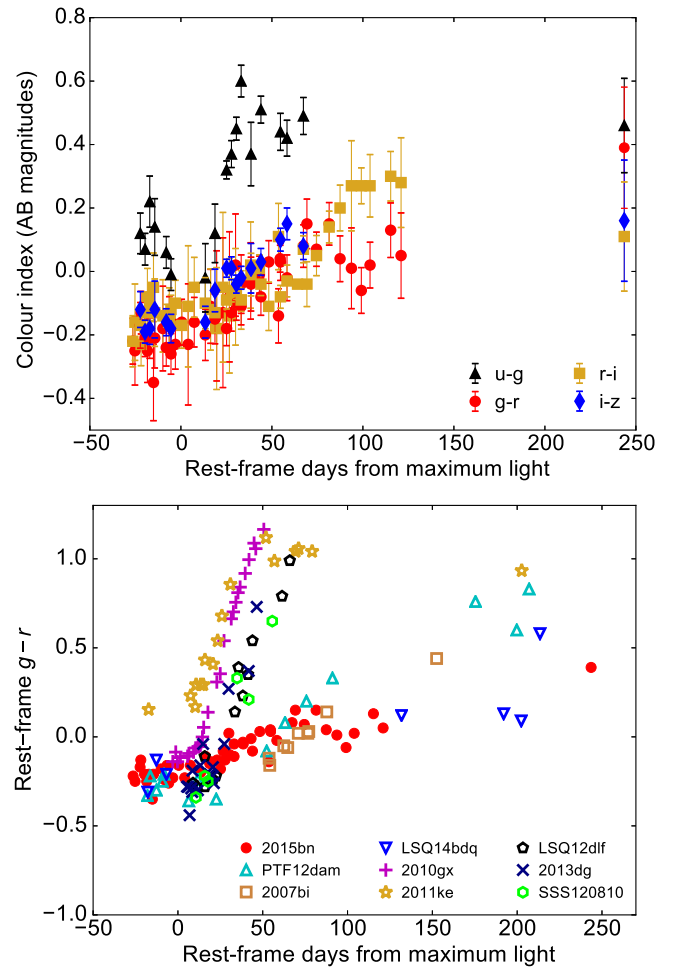 0.8
0.6
0.4
0.2
0.0
−0.2
−0.4
Colour index (AB magnitudes)
u-g
r-i
g-r
i-z
−50 0 50 100 150 200 250
Rest-frame days from maximum light
1.0
0.5
0.0
−0.5
−1.0
Rest−frame g − r
2015bn
LSQ14bdq
LSQ12dlf
PTF12dam
2010gx
2013dg
2007bi
2011ke
SSS120810
−50 0 50 100 150 200 250
Rest-frame days from maximum light